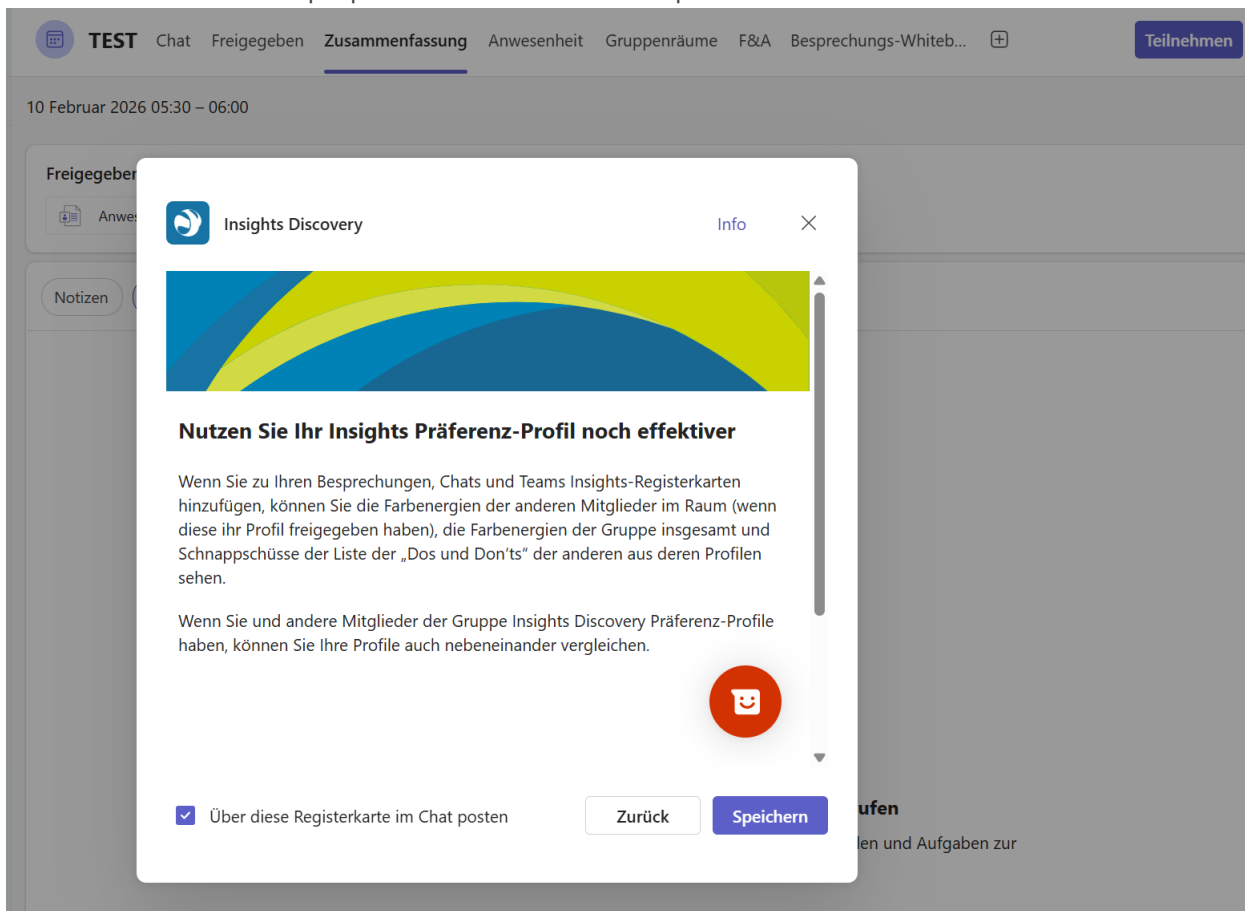 TEST Chat Freigegeben Zusammenfassung Anwesenheit Gruppenräume F&A Besprechungs-Whiteb... Teilnehmen
10 Februar 2026 05:30 – 06:00
Freigegeben
Insights Discovery Info
Notizen
Nutzen Sie Ihr Insights Präferenz-Profil noch effektiver
Wenn Sie zu Ihren Besprechungen, Chats und Teams Insights-Registerkarten
hinzufügen, können Sie die Farbenergien der anderen Mitglieder im Raum (wenn
diese ihr Profil freigegeben haben), die Farbenergien der Gruppe insgesamt und
Schnappschüsse der Liste der „Dos und Don'ts“ der anderen aus deren Profilen
sehen.
Wenn Sie und andere Mitglieder der Gruppe Insights Discovery Präferenz-Profile
haben, können Sie Ihre Profile auch nebeneinander vergleichen.
Über diese Registerkarte im Chat posten Zurück Speichern
und Aufgaben zur